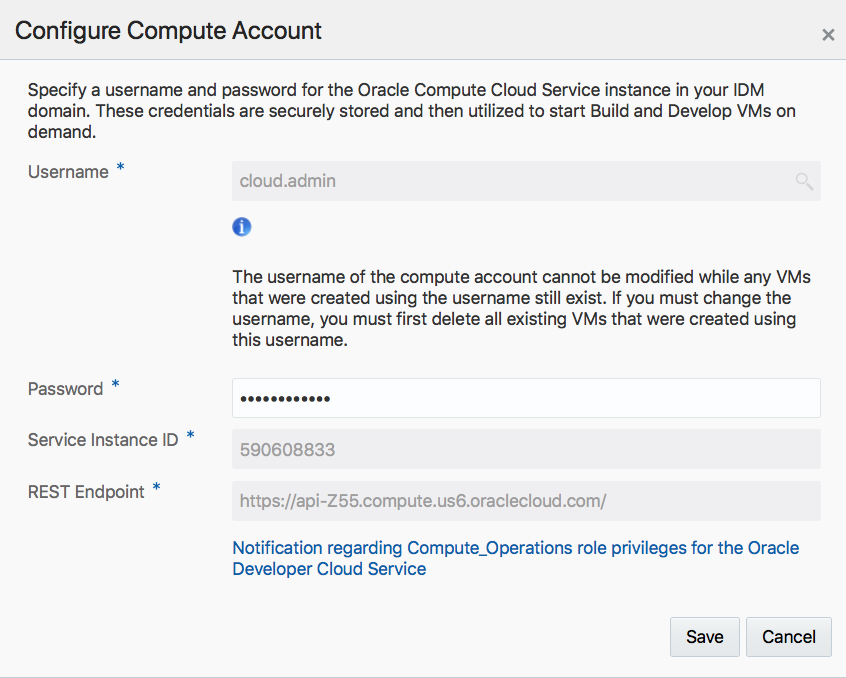 Configure Compute Account
×
Specify a username and password for the Oracle Compute Cloud Service instance in your IDM
domain. These credentials are securely stored and then utilized to start Build and Develop VMs on
demand.
Username *
cloud.admin
i
The username of the compute account cannot be modified while any VMs
that were created using the username still exist. If you must change the
username, you must first delete all existing VMs that were created using
this username.
Password *
••••••••••••
Service Instance ID *
590608833
REST Endpoint *
https://api-Z55.compute.us6.oraclecloud.com/
Notification regarding Compute_Operations role privileges for the Oracle
Developer Cloud Service
Save Cancel